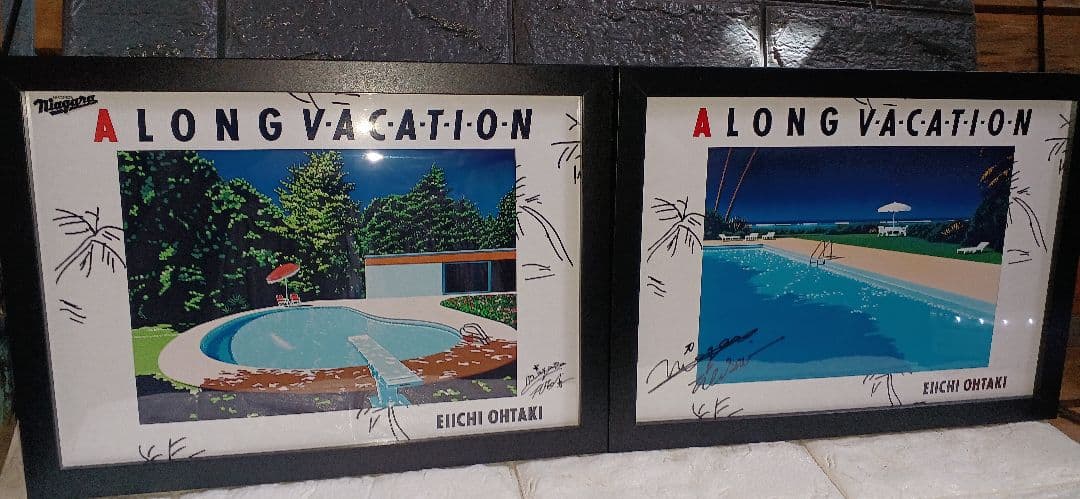 Niagara
A LONG V·A·C·A·T·I·O·N
EIICHI OHTAKI
A LONG V·A·C·A·T·I·O·N
EIICHI OHTAKI